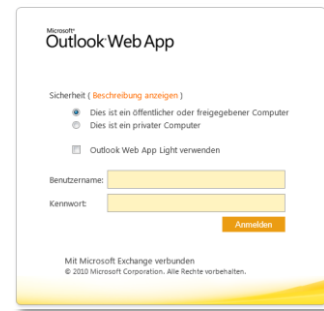 Microsoft®
Outlook Web App
Sicherheit ( Beschreibung anzeigen )
Dies ist ein öffentlicher oder freigegebener Computer
Dies ist ein privater Computer
Outlook Web App Light verwenden
Benutzername:
Kennwort:
Anmelden
Mit Microsoft Exchange verbunden
© 2010 Microsoft Corporation. Alle Rechte vorbehalten.